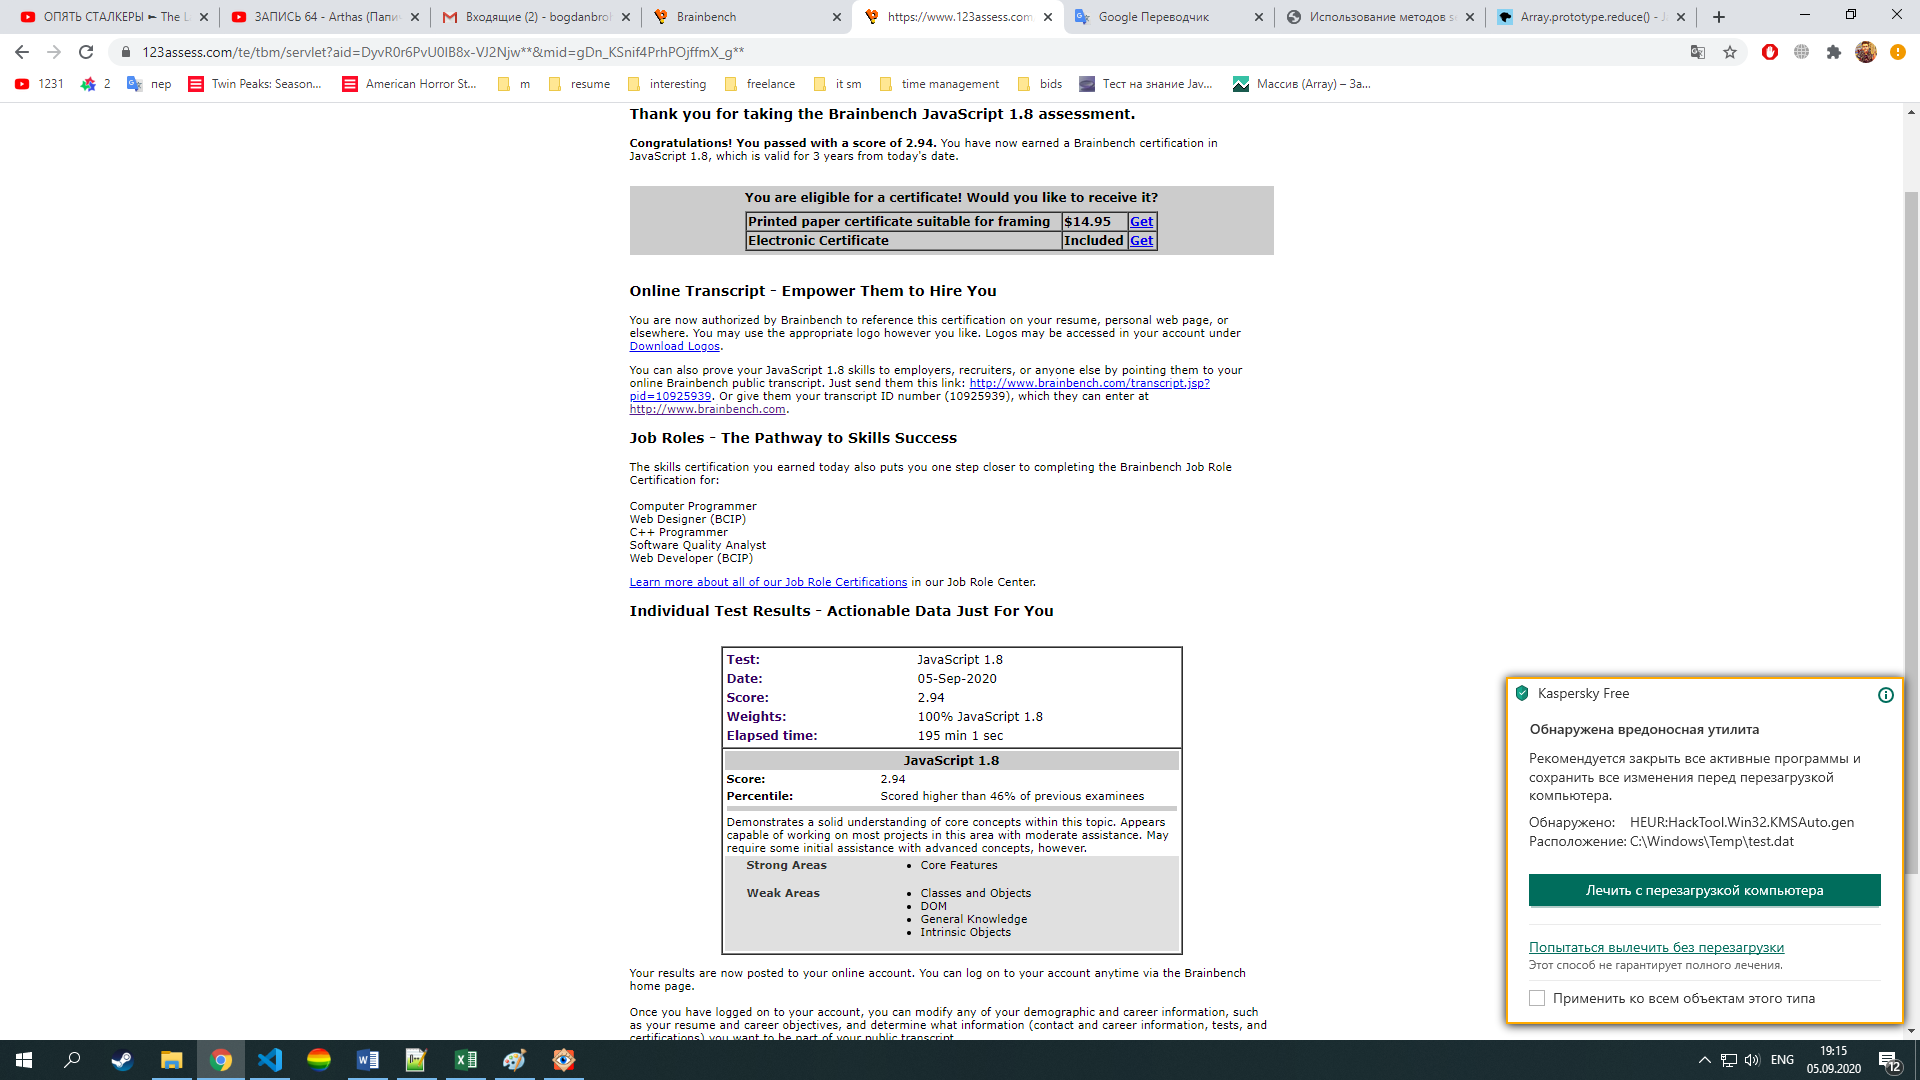 ОПЯТЬ СТАЛКЕРЫ ► The L
ЗАПИСЬ 64 - Arthas (Папич
Входящие (2) - bogdanbrol
Brainbench
https://www.123assess.com
Google Переводчик
Использование методов s
Array.prototype.reduce() - J
123assess.com/te/tbm/servlet?aid=DyvR0r6PvU0IB8x-VJ2Njw**&mid=gDn_KSnif4PrhPOjffmX_g**
1231
2
пер
Twin Peaks: Season...
American Horror St...
m
resume
interesting
freelance
it sm
time management
bids
Тест на знание Jav...
Массив (Array) – За...
Thank you for taking the Brainbench JavaScript 1.8 assessment.
Congratulations! You passed with a score of 2.94. You have now earned a Brainbench certification in
JavaScript 1.8, which is valid for 3 years from today's date.
You are eligible for a certificate! Would you like to receive it?
Printed paper certificate suitable for framing $14.95 Get
Electronic Certificate Included Get
Online Transcript - Empower Them to Hire You
You are now authorized by Brainbench to reference this certification on your resume, personal web page, or
elsewhere. You may use the appropriate logo however you like. Logos may be accessed in your account under
Download Logos.
You can also prove your JavaScript 1.8 skills to employers, recruiters, or anyone else by pointing them to your
online Brainbench public transcript. Just send them this link: http://www.brainbench.com/transcript.jsp?
pid=10925939. Or give them your transcript ID number (10925939), which they can enter at
http://www.brainbench.com.
Job Roles - The Pathway to Skills Success
The skills certification you earned today also puts you one step closer to completing the Brainbench Job Role
Certification for:
Computer Programmer
Web Designer (BCIP)
C++ Programmer
Software Quality Analyst
Web Developer (BCIP)
Learn more about all of our Job Role Certifications in our Job Role Center.
Individual Test Results - Actionable Data Just For You
Test: JavaScript 1.8
Date: 05-Sep-2020
Score: 2.94
Weights: 100% JavaScript 1.8
Elapsed time: 195 min 1 sec
JavaScript 1.8
Score: 2.94
Percentile: Scored higher than 46% of previous examinees
Demonstrates a solid understanding of core concepts within this topic. Appears
capable of working on most projects in this area with moderate assistance. May
require some initial assistance with advanced concepts, however.
Strong Areas • Core Features
Weak Areas • Classes and Objects
• DOM
• General Knowledge
• Intrinsic Objects
Your results are now posted to your online account. You can log on to your account anytime via the Brainbench
home page.
Once you have logged on to your account, you can modify any of your demographic and career information, such
as your resume and career objectives, and determine what information (contact and career information, tests, and
certifications) you want to be part of your public transcript.
Kaspersky Free
Обнаружена вредоносная утилита
Рекомендуется закрыть все активные программы и
сохранить все изменения перед перезагрузкой
компьютера.
Обнаружено: HEUR:HackTool.Win32.KMSAuto.gen
Расположение: C:\Windows\Temp\test.dat
Лечить с перезагрузкой компьютера
Попытаться вылечить без перезагрузки
Этот способ не гарантирует полного лечения.
Применить ко всем объектам этого типа
ENG
19:15
05.09.2020
12